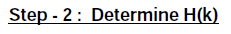 Step - 2 : Determine H(k)